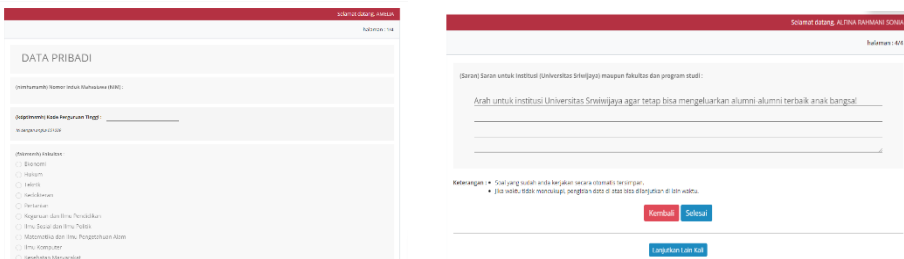 Selamat datang, AMELIA
halaman : 1/4
DATA PRIBADI
(nimhsmsmh) Nomor Induk Mahasiswa (NIM) :
(kdptimsmh) Kode Perguruan Tinggi :
Fakultas :
Ekonomi
Hukum
Teknik
Kedokteran
Pertanian
Keguruan dan Ilmu Pendidikan
Ilmu Sosial dan Ilmu Politik
Matematika dan Ilmu Pengetahuan Alam
Ilmu Komputer
Kesehatan Masyarakat
Selamat datang, ALTINA RAHMANI SONIA
halaman : 4/4
(Saran) Saran untuk Institusi (Universitas Sriwijaya) maupun fakultas dan program studi :
Arah untuk institusi Universitas Srwiwijaya agar tetap bisa mengeluarkan alumni-alumni terbaik anak bangsa!
Keterangan : • Soal yang sudah anda kerjakan secara otomatis tersimpan.
• Jika waktu tidak mencukupi, pengisian data di atas bisa dilanjutkan di lain waktu.
Kembali Selesai
Lanjutkan Lain Kali